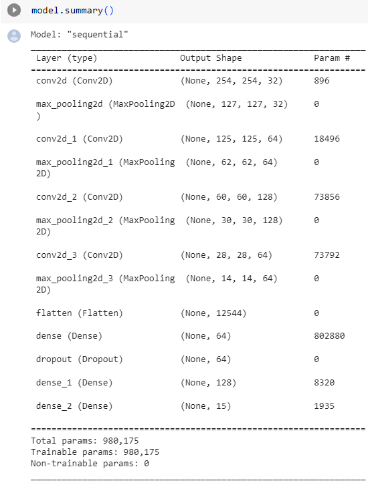 model.summary()
Model: "sequential"
Layer (type) Output Shape Param #
conv2d (Conv2D) (None, 254, 254, 32) 896
max_pooling2d (MaxPooling2D (None, 127, 127, 32) 0
)
conv2d_1 (Conv2D) (None, 125, 125, 64) 18496
max_pooling2d_1 (MaxPooling (None, 62, 62, 64) 0
2D)
conv2d_2 (Conv2D) (None, 60, 60, 128) 73856
max_pooling2d_2 (MaxPooling (None, 30, 30, 128) 0
2D)
conv2d_3 (Conv2D) (None, 28, 28, 64) 73792
max_pooling2d_3 (MaxPooling (None, 14, 14, 64) 0
2D)
flatten (Flatten) (None, 12544) 0
dense (Dense) (None, 64) 802880
dropout (Dropout) (None, 64) 0
dense_1 (Dense) (None, 128) 8320
dense_2 (Dense) (None, 15) 1935
Total params: 980,175
Trainable params: 980,175
Non-trainable params: 0